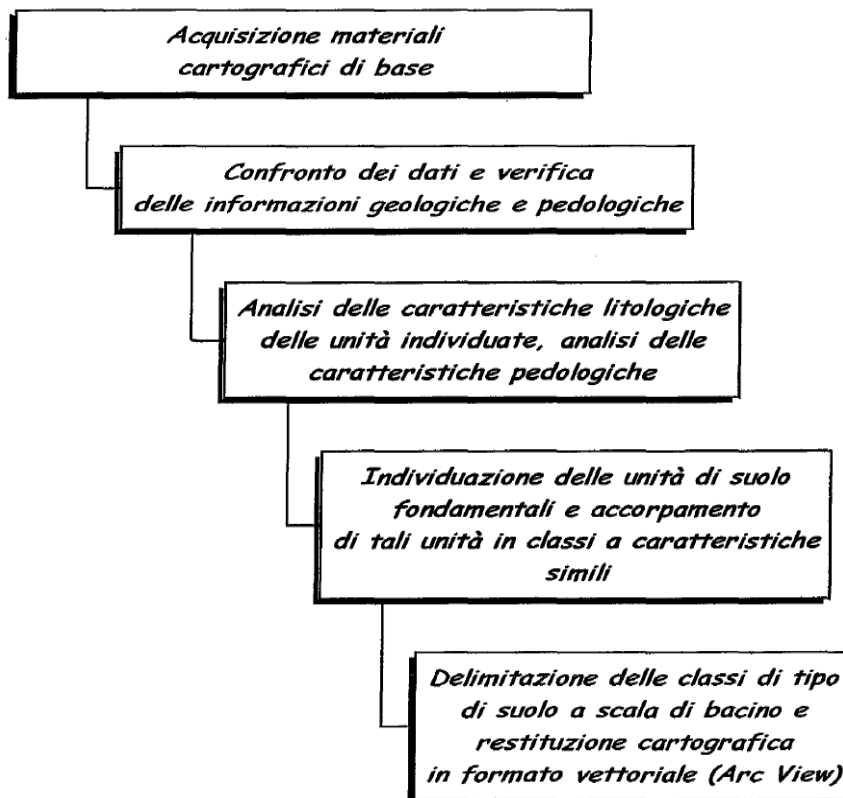 Acquisizione materiali
cartografici di base
Confronto dei dati e verifica
delle informazioni geologiche e pedologiche
Analisi delle caratteristiche litologiche
delle unità individuate, analisi delle
caratteristiche pedologiche
Individuazione delle unità di suolo
fondamentali e accorpamento
di tali unità in classi a caratteristiche
simili
Delimitazione delle classi di tipo
di suolo a scala di bacino e
restituzione cartografica
in formato vettoriale (Arc View)